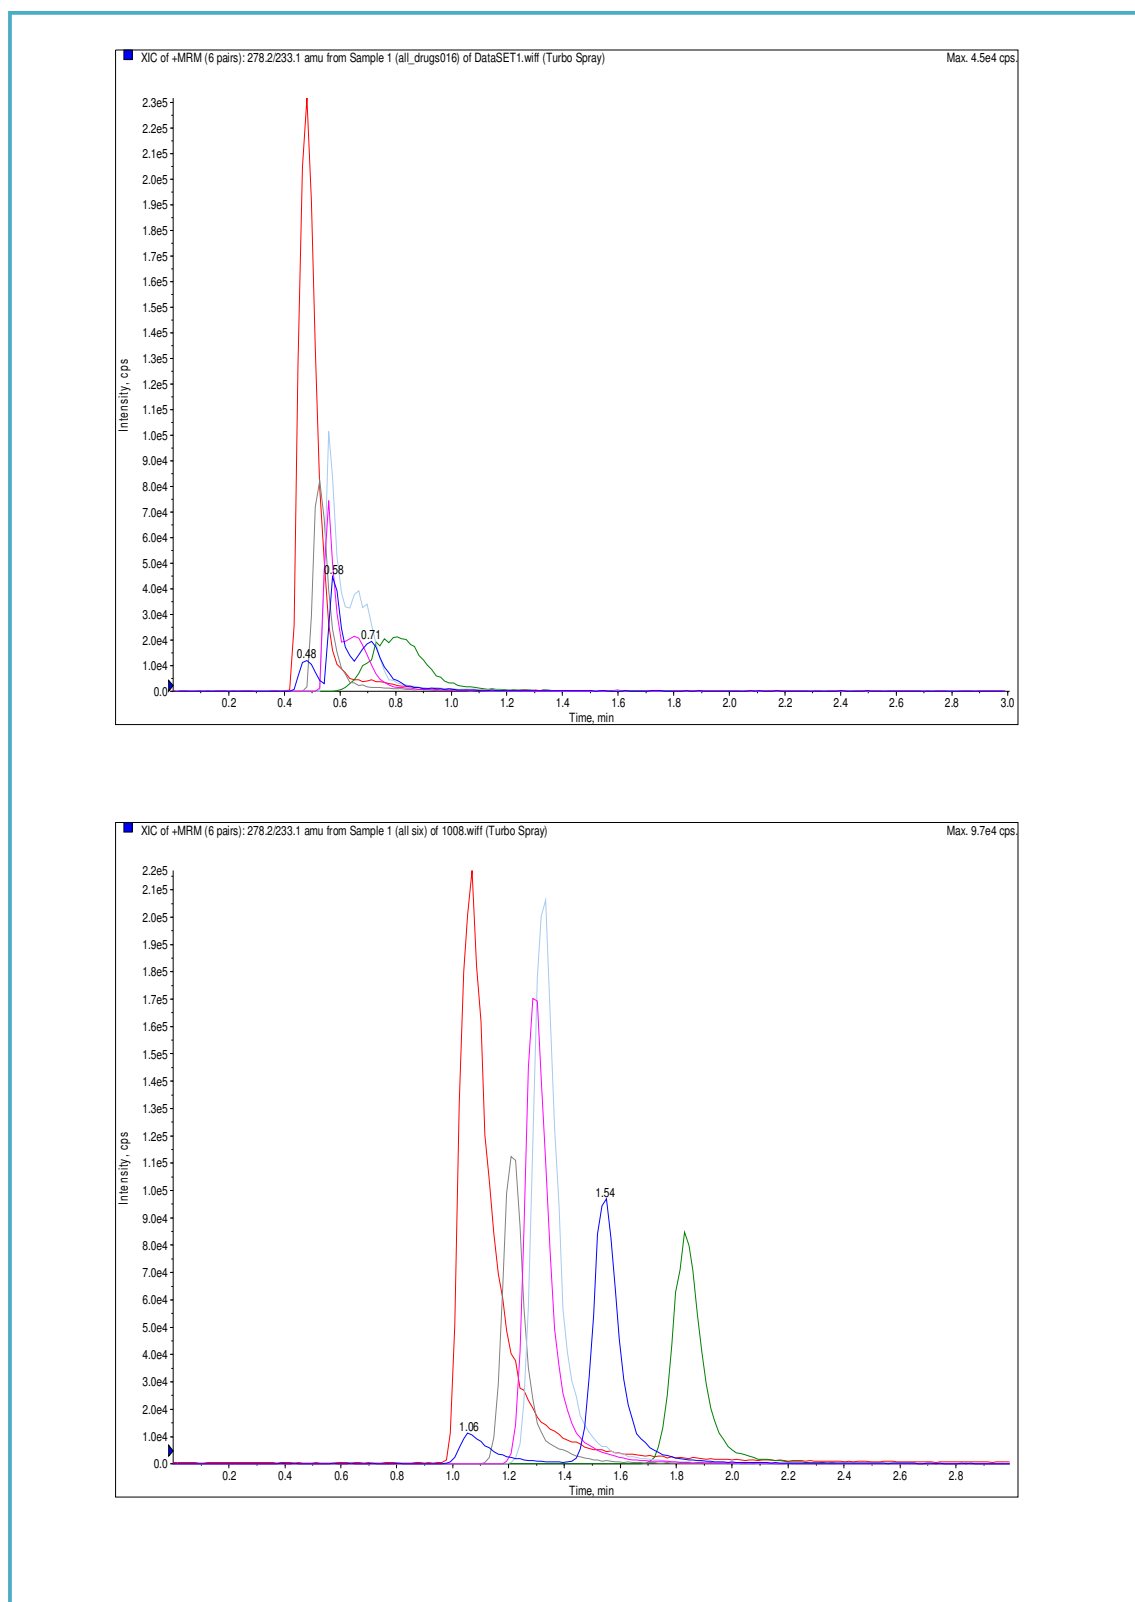 XIC of +MRM (6 pairs): 278.2/233.1 amu from Sample 1 (all_drugs016) of DataSET1.wiff (Turbo Spray) Max. 4.5e4 cps.
2.3e5
2.2e5
2.1e5
2.0e5
1.9e5
1.8e5
1.7e5
1.6e5
1.5e5
1.4e5
1.3e5
1.2e5
1.1e5
1.0e5
9.0e4
8.0e4
7.0e4
6.0e4
5.0e4
4.0e4
3.0e4
2.0e4
1.0e4
0.0
Intensity, cps
0.58
0.71
0.48
0.2 0.4 0.6 0.8 1.0 1.2 1.4 1.6 1.8 2.0 2.2 2.4 2.6 2.8 3.0
Time, min
XIC of +MRM (6 pairs): 278.2/233.1 amu from Sample 1 (all six) of 1008.wiff (Turbo Spray) Max. 9.7e4 cps.
2.2e5
2.1e5
2.0e5
1.9e5
1.8e5
1.7e5
1.6e5
1.5e5
1.4e5
1.3e5
1.2e5
1.1e5
1.0e5
9.0e4
8.0e4
7.0e4
6.0e4
5.0e4
4.0e4
3.0e4
2.0e4
1.0e4
0.0
Intensity, cps
1.54
1.06
0.2 0.4 0.6 0.8 1.0 1.2 1.4 1.6 1.8 2.0 2.2 2.4 2.6 2.8
Time, min